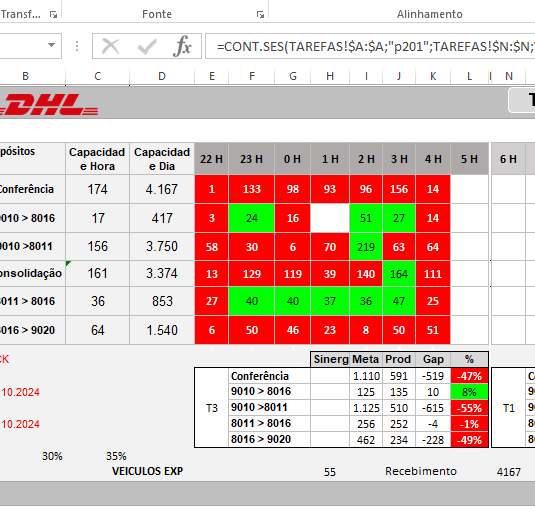 Transf...
Fonte
Alinhamento
fx
=CONT.SES(TAREFAS!$A:$A;"p201";TAREFAS!$N:$N;
B C D E F G H I J K L N
DHL
pósitos Capacidad e Hora Capacidad e Dia 22 H 23 H 0 H 1 H 2 H 3 H 4 H 5 H 6 H
Conferência 174 4.167 1 133 98 93 96 156 14
9010 > 8016 17 417 3 24 16 51 27 14
9010 >8011 156 3.750 58 30 6 70 219 63 64
onsolidação 161 3.374 13 129 119 39 140 164 111
8011 > 8016 36 853 27 40 40 37 36 47 25
8016 > 9020 64 1.540 6 50 46 23 8 50 51
Sinerg Meta Prod Gap %
Conferência 1.110 591 -519 -47%
9010 > 8016 125 135 10 8%
T3 9010 >8011 1.125 510 -615 -55% T1
8011 > 8016 256 252 -4 -1%
8016 > 9020 462 234 -228 -49%
10.2024
10.2024
30% 35%
VEICULOS EXP 55 Recebimento 4167